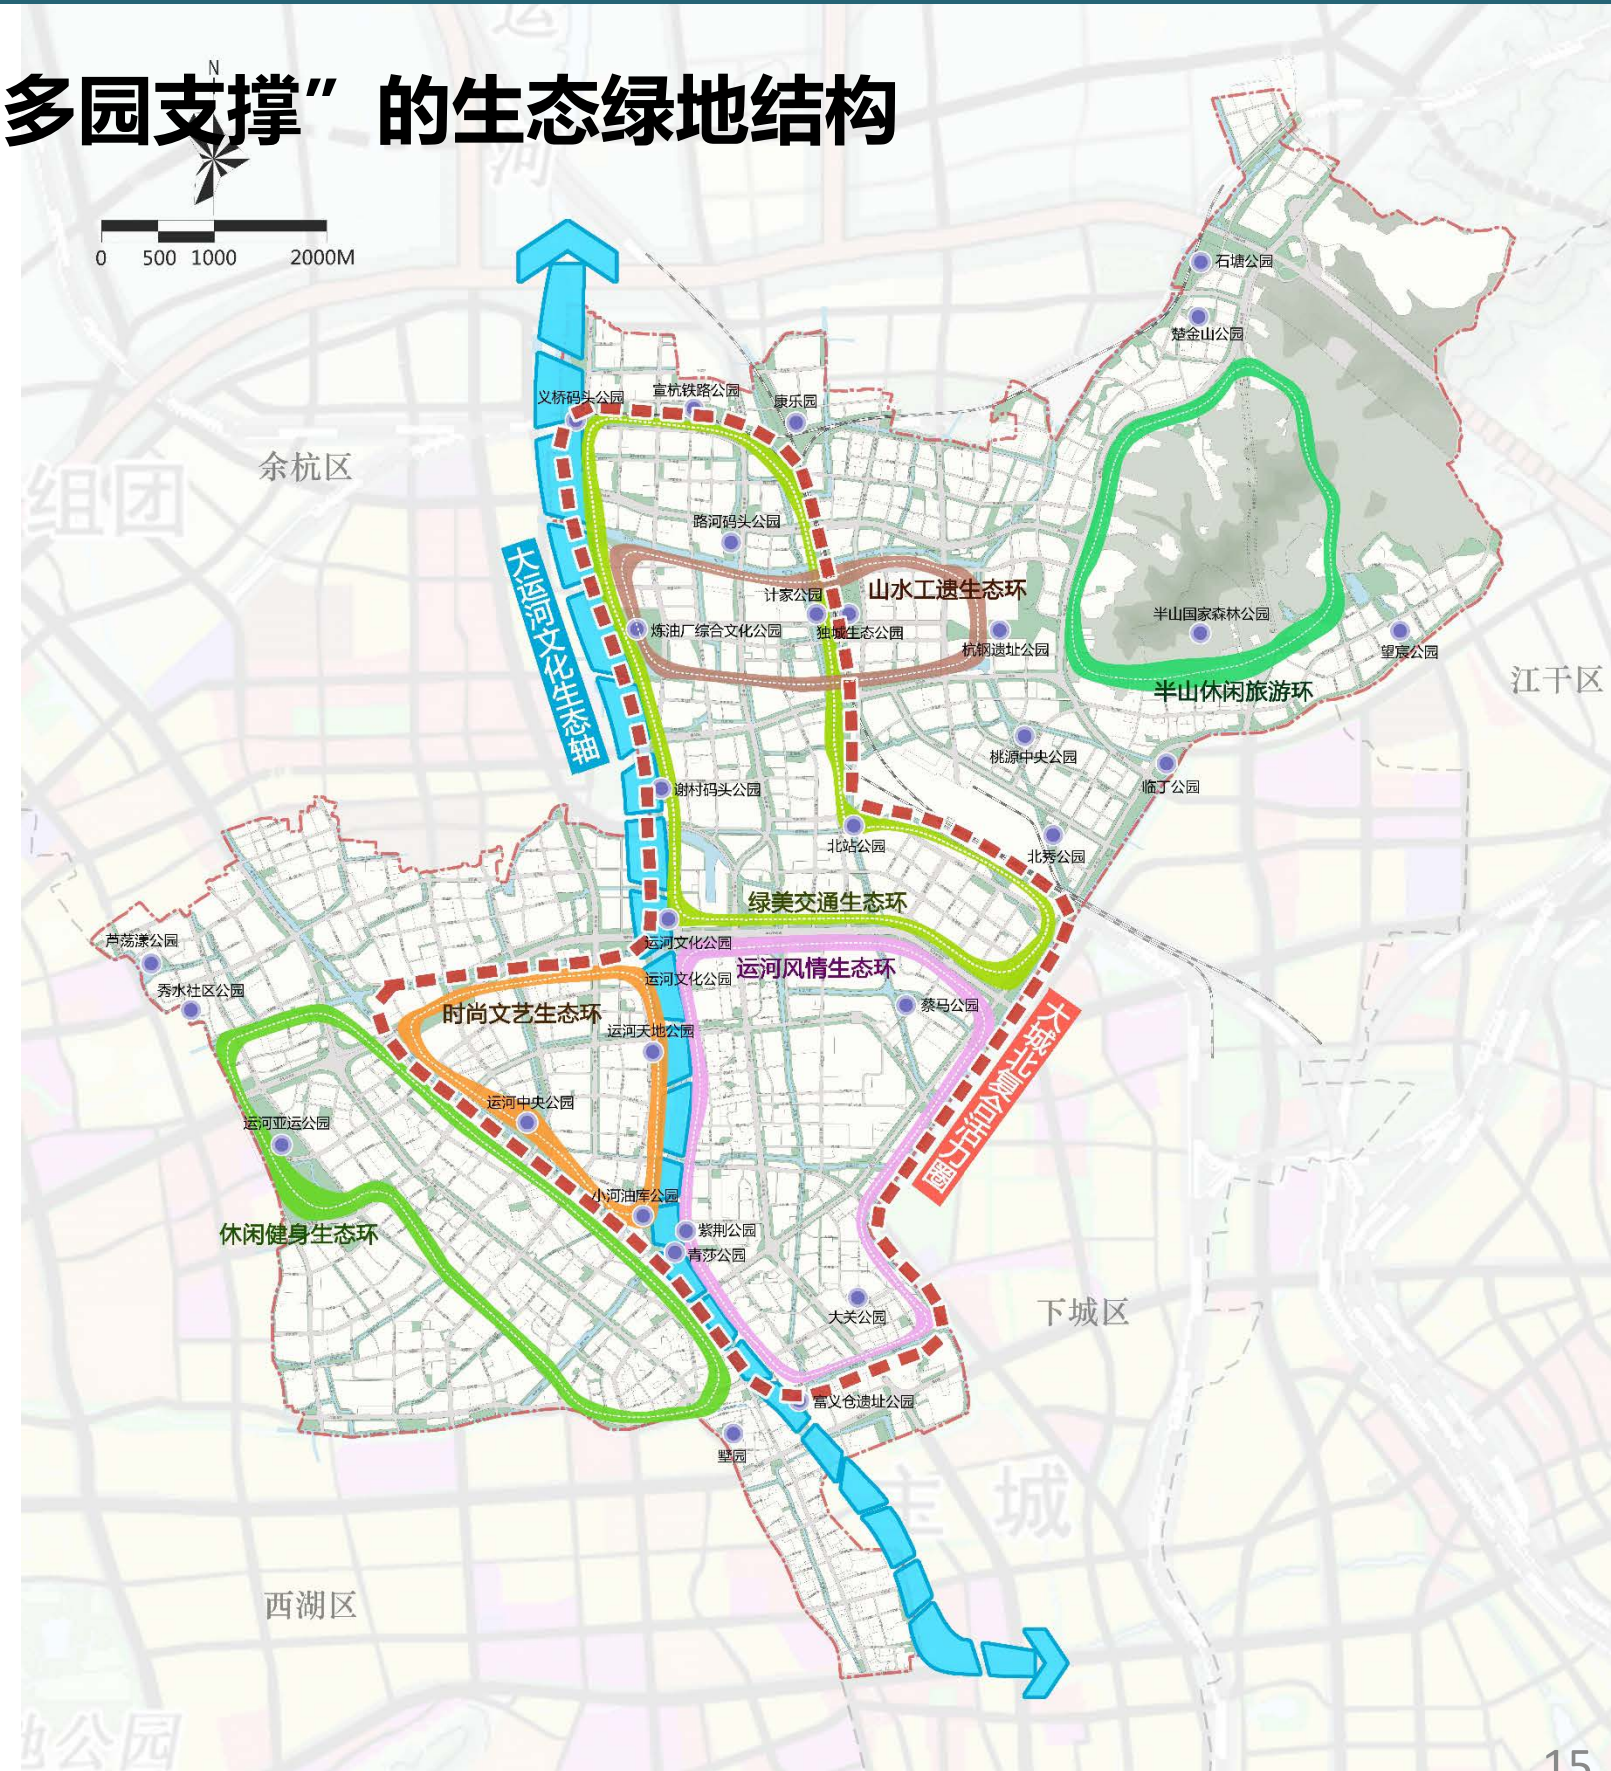 运
N
多园支撑”的生态绿地结构
河
0 500 1000 2000M
石塘公园
楚金山公园
义桥码头公园
宣杭铁路公园
康乐园
余杭区
组团
路河码头公园
大运河文化生态轴
山水工遗生态环
计家公园
炼油厂综合文化公园
独城生态公园
杭钢遗址公园
半山国家森林公园
望宸公园
江干区
半山休闲旅游环
桃源中央公园
临丁公园
谢村码头公园
北站公园
北秀公园
绿美交通生态环
芦荡漾公园
运河文化公园
运河风情生态环
运河文化公园
秀水社区公园
蔡马公园
时尚文艺生态环
运河天地公园
大城北复合活力圈
运河中央公园
运河亚运公园
小河油库公园
休闲健身生态环
紫荆公园
青莎公园
大关公园
下城区
富义仓遗址公园
墅园
主城
西湖区
地公园
15